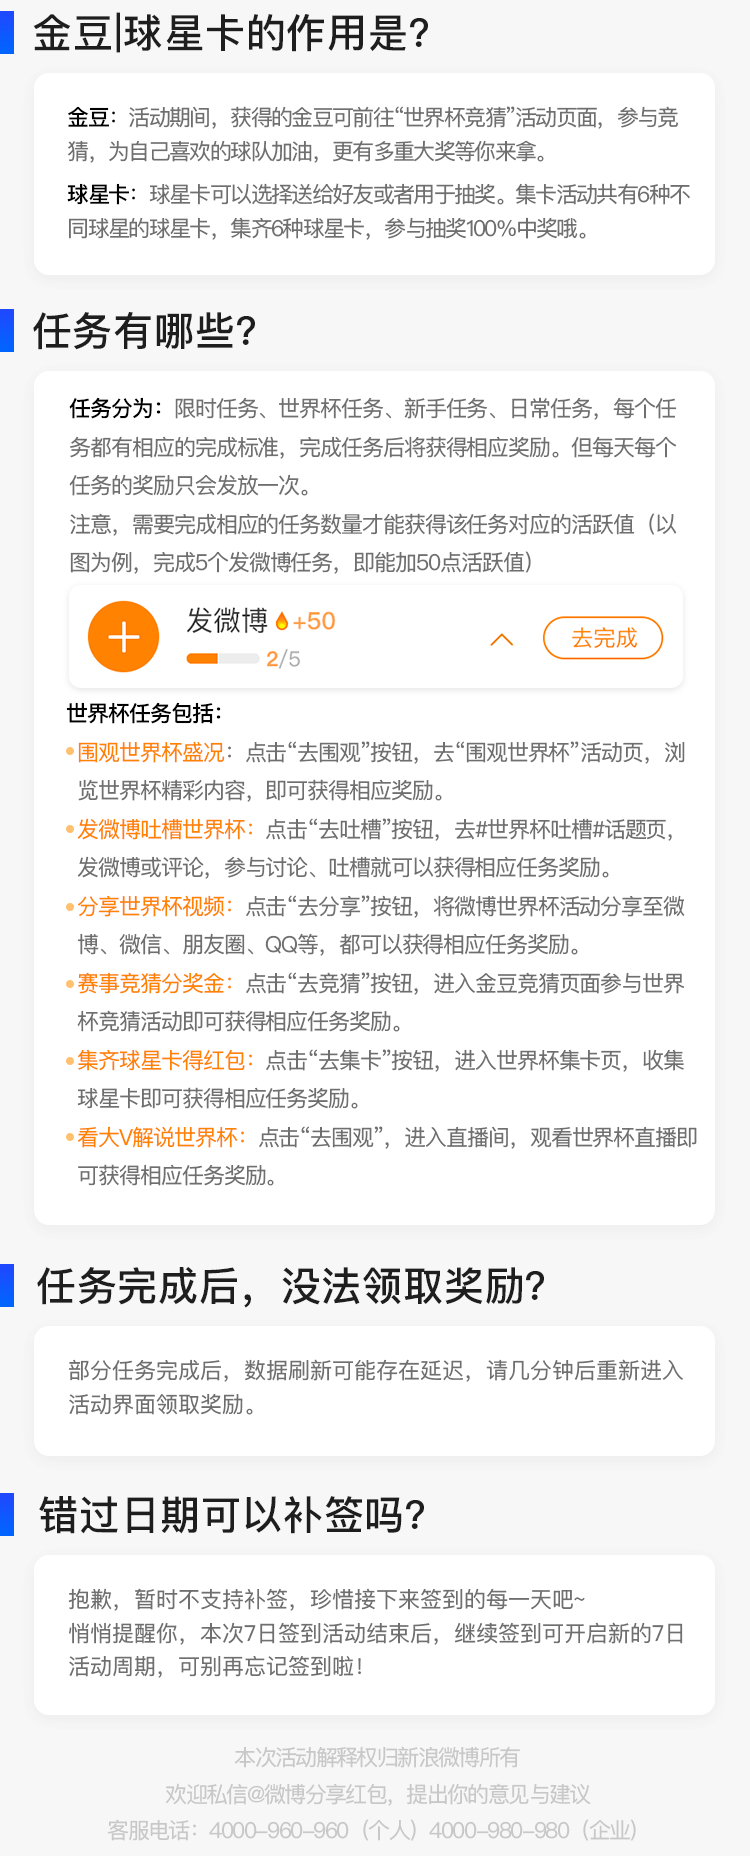 金豆|球星卡的作用是?
金豆：活动期间，获得的金豆可前往“世界杯竞猜”活动页面，参与竞
猜，为自己喜欢的球队加油，更有多重大奖等你来拿。
球星卡：球星卡可以选择送给好友或者用于抽奖。集卡活动共有6种不
同球星的球星卡，集齐6种球星卡，参与抽奖100%中奖哦。
任务有哪些?
任务分为：限时任务、世界杯任务、新手任务、日常任务，每个任
务都有相应的完成标准，完成任务后将获得相应奖励。但每天每个
任务的奖励只会发放一次。
注意，需要完成相应的任务数量才能获得该任务对应的活跃值（以
图为例，完成5个发微博任务，即能加50点活跃值）
发微博 +50
2/5
去完成
世界杯任务包括：
•围观世界杯盛况：点击“去围观”按钮，去“围观世界杯”活动页，浏
览世界杯精彩内容，即可获得相应奖励。
•发微博吐槽世界杯：点击“去吐槽”按钮，去#世界杯吐槽#话题页，
发微博或评论，参与讨论、吐槽就可以获得相应任务奖励。
•分享世界杯视频：点击“去分享”按钮，将微博世界杯活动分享至微
博、微信、朋友圈、QQ等，都可以获得相应任务奖励。
•赛事竞猜分奖金：点击“去竞猜”按钮，进入金豆竞猜页面参与世界
杯竞猜活动即可获得相应任务奖励。
•集齐球星卡得红包：点击“去集卡”按钮，进入世界杯集卡页，收集
球星卡即可获得相应任务奖励。
•看大V解说世界杯：点击“去围观”，进入直播间，观看世界杯直播即
可获得相应任务奖励。
任务完成后，没法领取奖励?
部分任务完成后，数据刷新可能存在延迟，请几分钟后重新进入
活动界面领取奖励。
错过日期可以补签吗?
抱歉，暂时不支持补签，珍惜接下来签到的每一天吧~
悄悄提醒你，本次7日签到活动结束后，继续签到可开启新的7日
活动周期，可别再忘记签到啦！
本次活动解释权归新浪微博所有
欢迎私信@微博分享红包，提出你的意见与建议
客服电话：4000-960-960（个人）4000-980-980（企业）